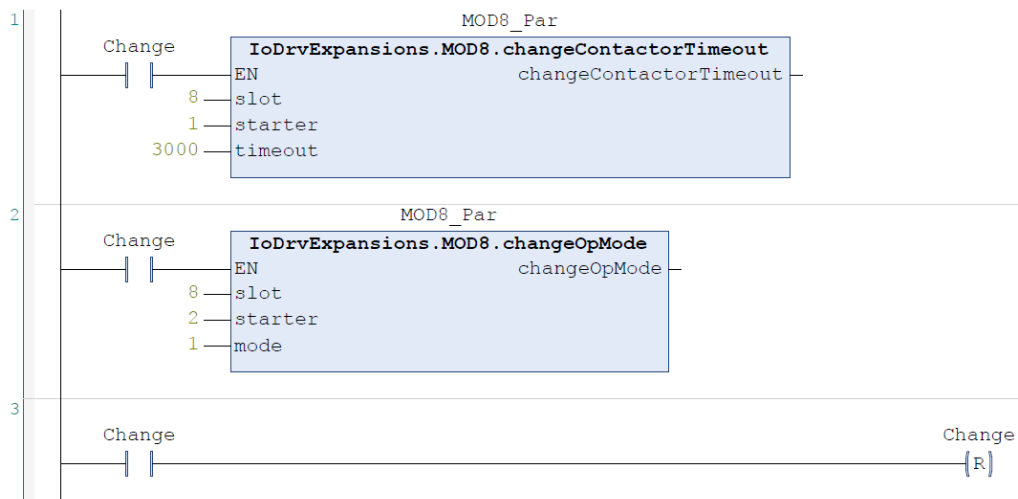 1
MOD8_Par
Change
IoDrvExpansions.MOD8.changeContactorTimeout
EN changeContactorTimeout
8 slot
1 starter
3000 timeout
2
MOD8_Par
Change
IoDrvExpansions.MOD8.changeOpMode
EN changeOpMode
8 slot
2 starter
1 mode
3
Change Change
R